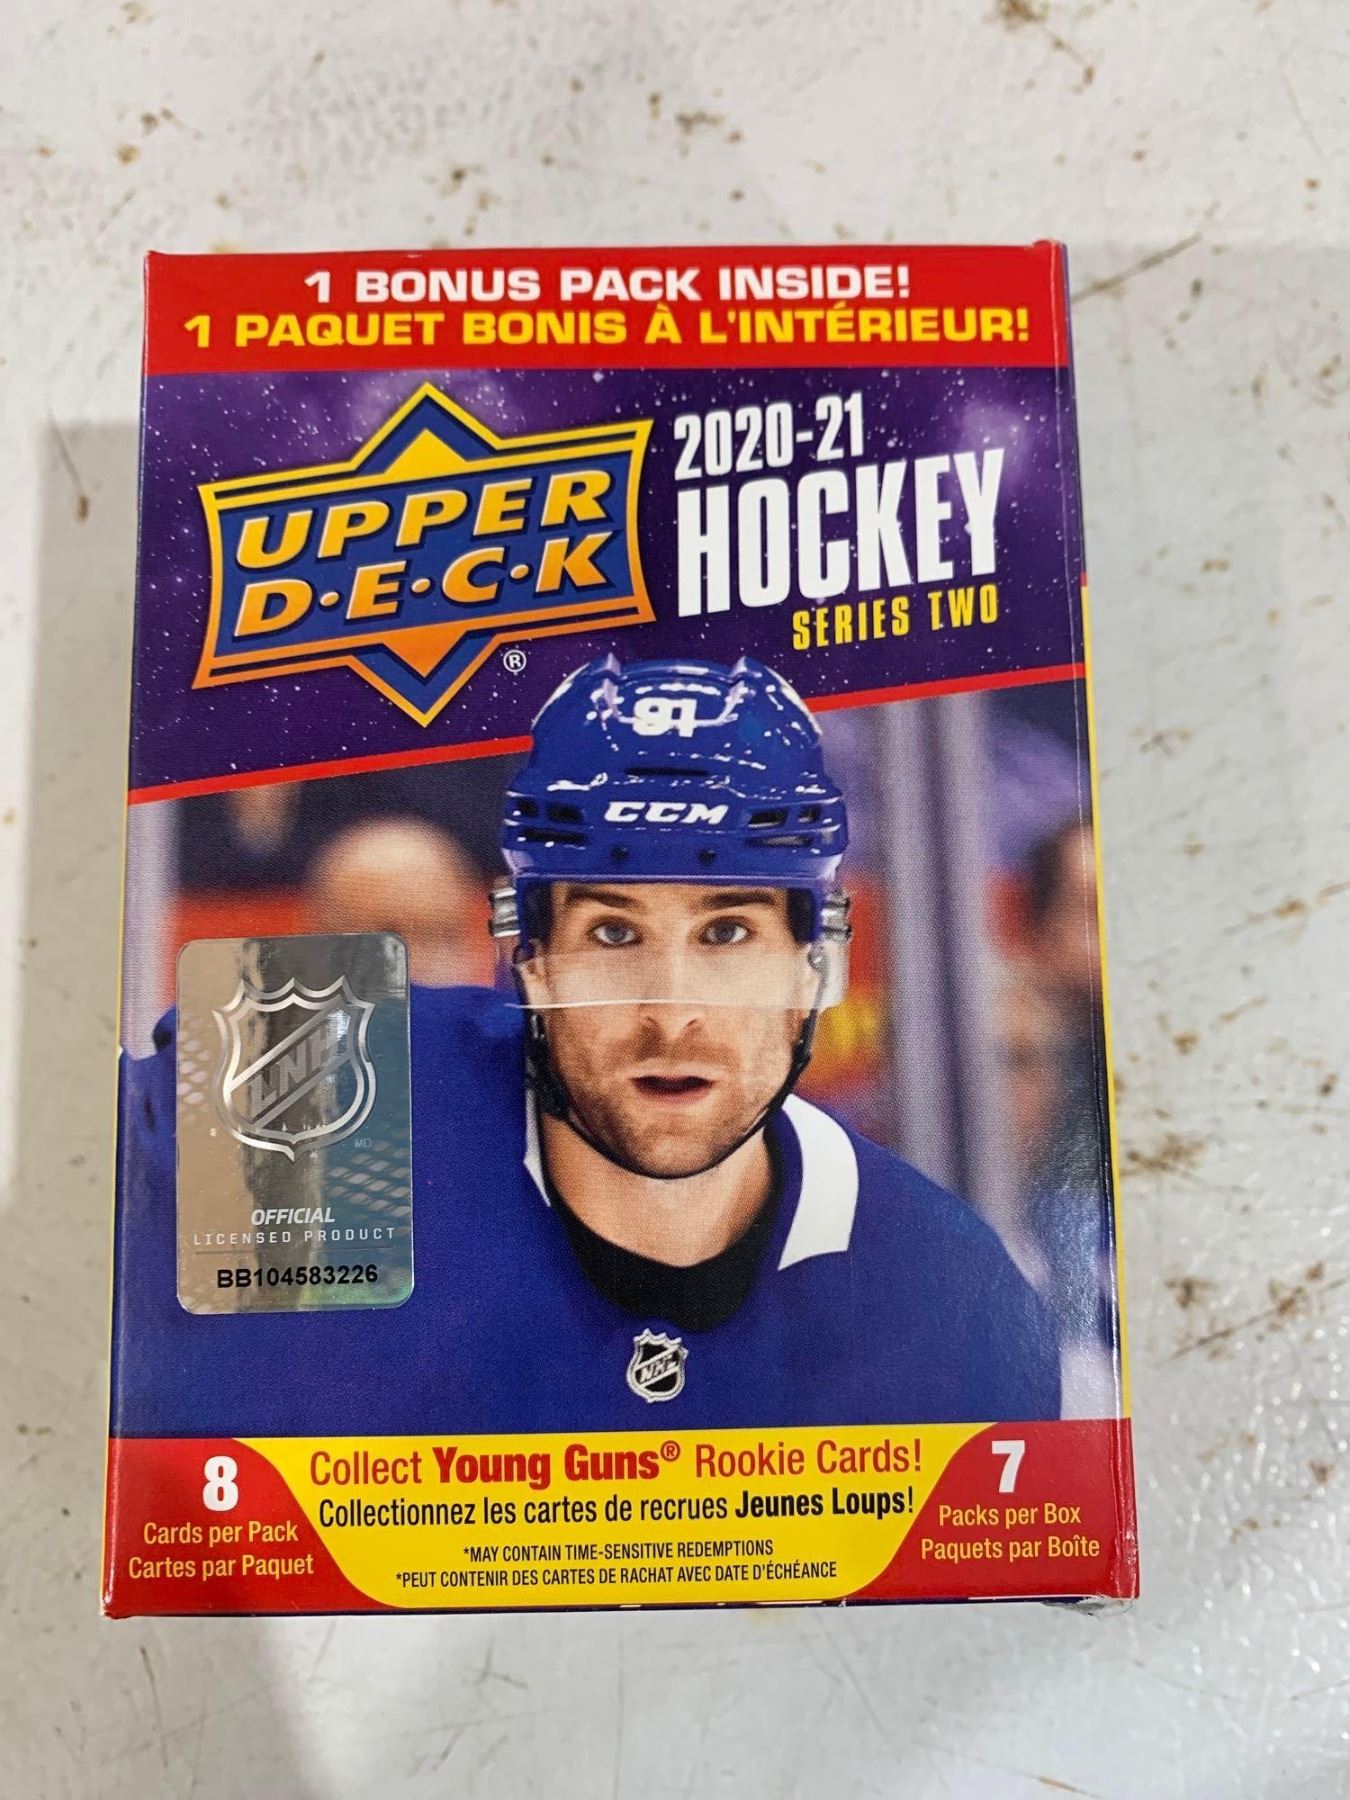 1 BONUS PACK INSIDE!
1 PAQUET BONIS À L'INTÉRIEUR!
UPPER
D·E·C·K
®
2020-21
HOCKEY
SERIES TWO
91
CCM
LNH
MD
OFFICIAL
LICENSED PRODUCT
BB104583226
NHL
8
Cards per Pack
Cartes par Paquet
Collect Young Guns® Rookie Cards!
Collectionnez les cartes de recrues Jeunes Loups!
*MAY CONTAIN TIME-SENSITIVE REDEMPTIONS
*PEUT CONTENIR DES CARTES DE RACHAT AVEC DATE D'ÉCHÉANCE
7
Packs per Box
Paquets par Boîte